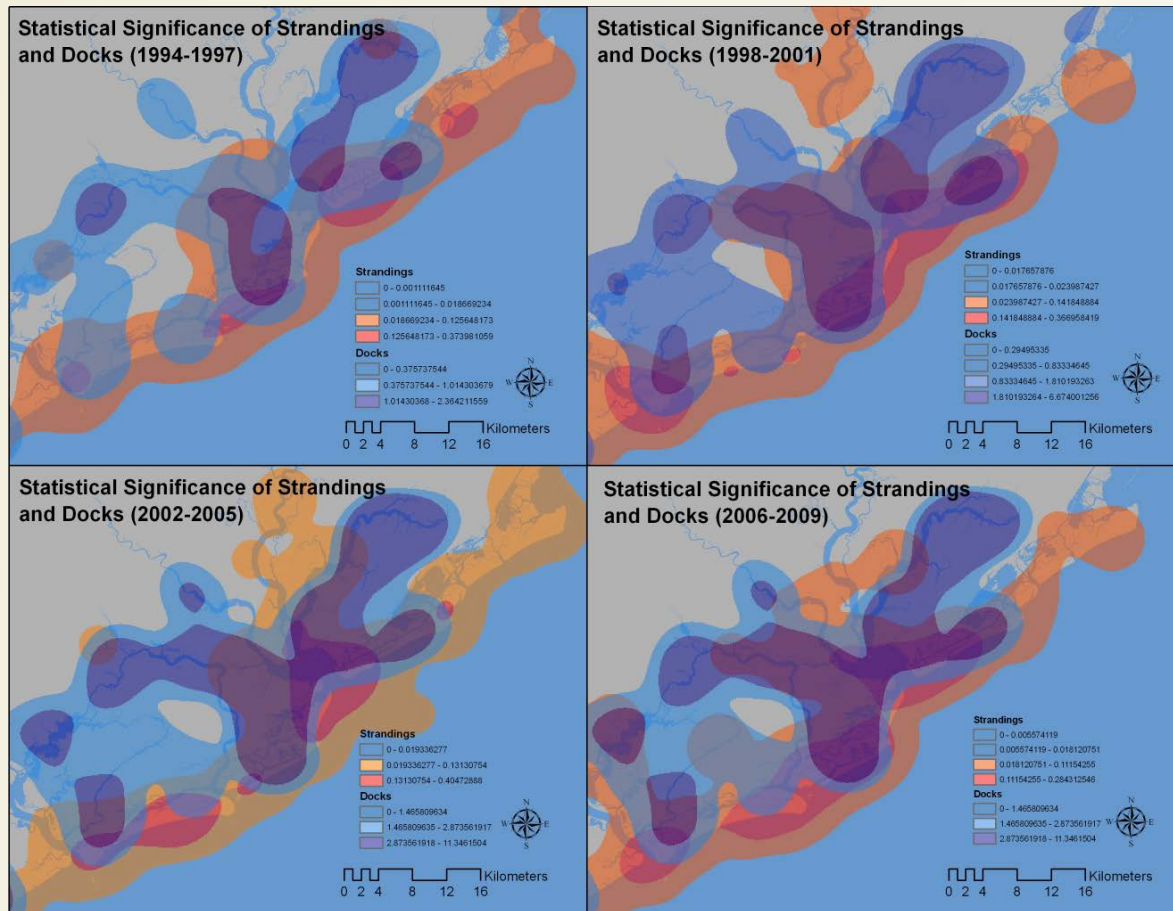 Statistical Significance of Strandings
and Docks (1994-1997)
Strandings
0 - 0.001111645
0.001111645 - 0.018669234
0.018669234 - 0.125648173
0.125648173 - 0.373981059
Docks
0 - 0.375737544
0.375737544 - 1.014303679
1.01430368 - 2.364211559
N
W
E
S
Kilometers
0 2 4 8 12 16
Statistical Significance of Strandings
and Docks (1998-2001)
Strandings
0 - 0.017657876
0.017657876 - 0.023987427
0.023987427 - 0.141848884
0.141848884 - 0.366958419
Docks
0 - 0.29495335
0.29495335 - 0.83334645
0.83334645 - 1.810193263
1.810193264 - 6.674001256
N
W
E
S
Kilometers
0 2 4 8 12 16
Statistical Significance of Strandings
and Docks (2002-2005)
Strandings
0 - 0.019336277
0.019336277 - 0.13130754
0.13130754 - 0.40472888
Docks
0 - 1.465809634
1.465809635 - 2.873561917
2.873561918 - 11.3461504
N
W
E
S
Kilometers
0 2 4 8 12 16
Statistical Significance of Strandings
and Docks (2006-2009)
Strandings
0 - 0.005574119
0.005574119 - 0.018120751
0.018120751 - 0.11154255
0.11154255 - 0.284312546
Docks
0 - 1.465809634
1.465809635 - 2.873561917
2.873561918 - 11.3461504
N
W
E
S
Kilometers
0 2 4 8 12 16